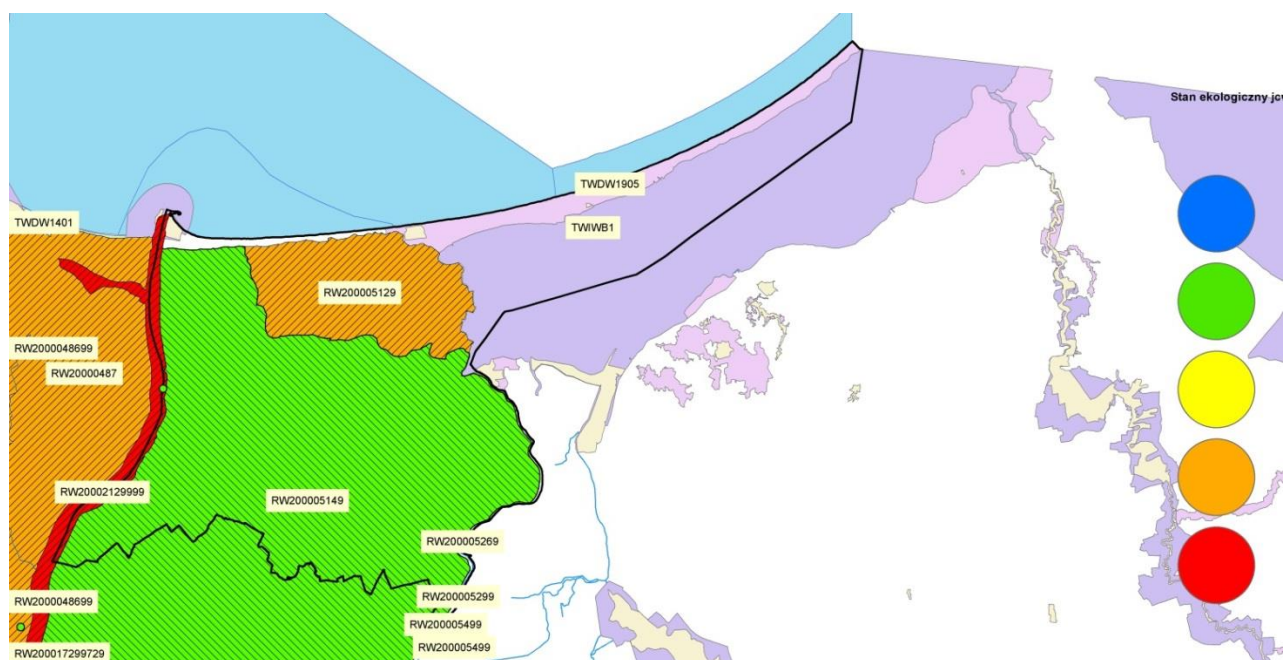 Stan ekologiczny jcw
TWDW1905
TWDW1401
TWIWB1
RW200005129
RW2000048699
RW20000487
RW20002129999
RW200005149
RW200005269
RW200005299
RW2000048699
RW200005499
RW200005499
RW200017299729